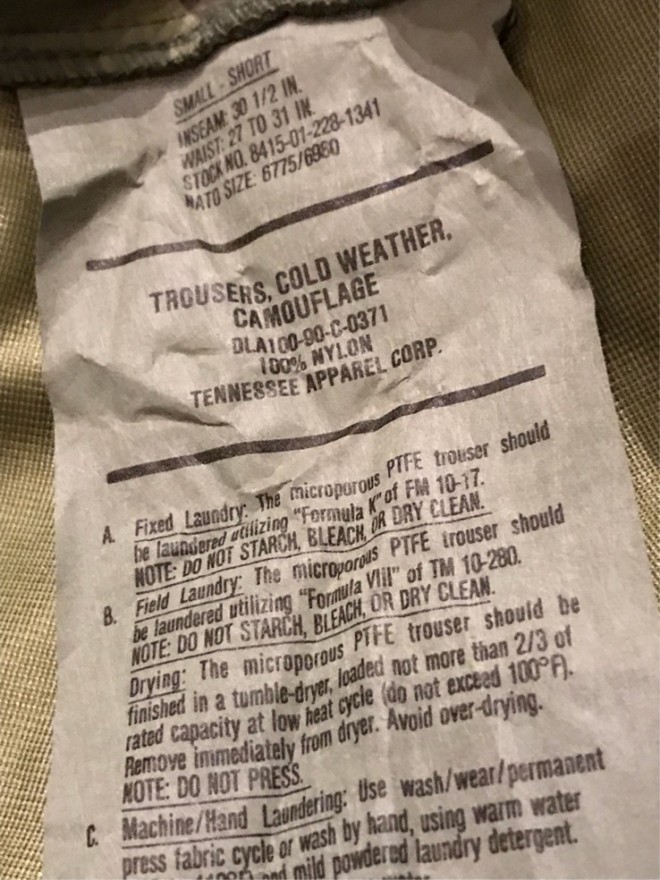 SMALL - SHORT
INSEAM: 30 1/2 IN.
WAIST: 27 TO 31 IN.
STOCK NO. 8415-01-228-1341
NATO SIZE: 6775/6980
TROUSERS, COLD WEATHER,
CAMOUFLAGE
DLA100-90-C-0371
100% NYLON
TENNESSEE APPAREL CORP.
A. Fixed Laundry: The microporous PTFE trouser should
be laundered utilizing "Formula K" of FM 10-17.
NOTE: DO NOT STARCH, BLEACH, OR DRY CLEAN.
B. Field Laundry: The microporous PTFE trouser should
be laundered utilizing "Formula VIII" of TM 10-280.
NOTE: DO NOT STARCH, BLEACH, OR DRY CLEAN.
Drying: The microporous PTFE trouser should be
finished in a tumble-dryer, loaded not more than 2/3 of
rated capacity at low heat cycle (do not exceed 100°F).
Remove immediately from dryer. Avoid over-drying.
NOTE: DO NOT PRESS.
C. Machine/Hand Laundering: Use wash/wear/permanent
press fabric cycle or wash by hand, using warm water
and mild powdered laundry detergent.